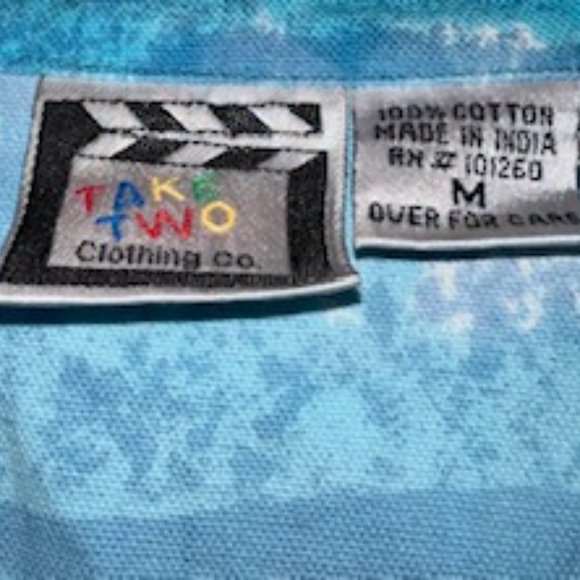 TAKE
TWO
Clothing Co.
100% COTTON
MADE IN INDIA
RN # 101260
M
OVER FOR CARE